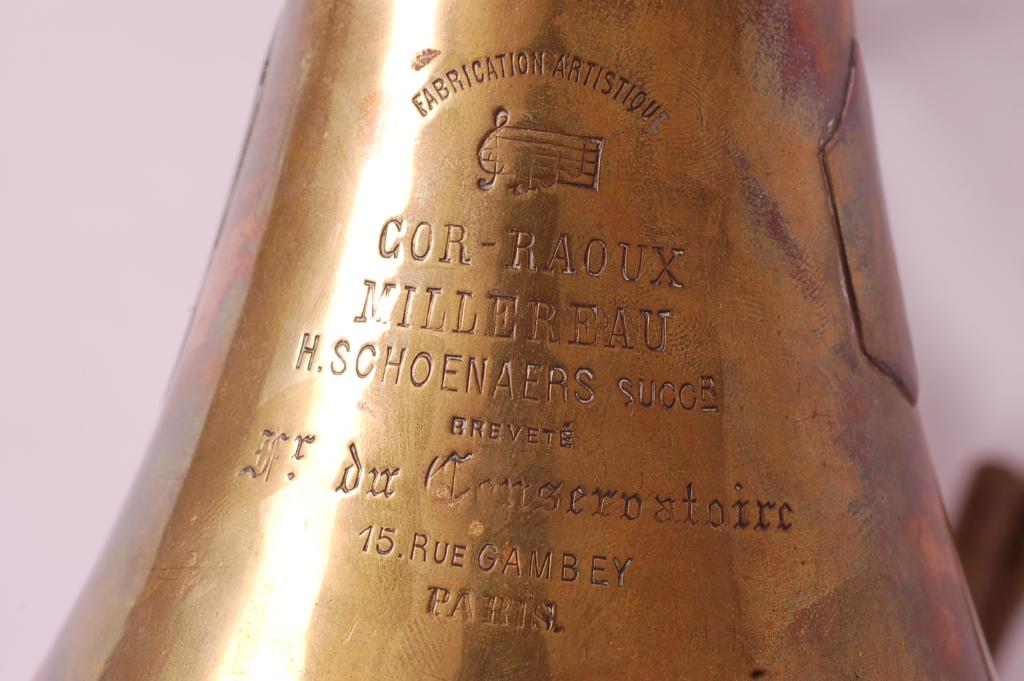 FABRICATION ARTISTIQUE
COR-RAOUX
MILLEREAU
H. SCHOENAERS SUCCR
BREVETÉ
Fr. du Conservatoire
15. RUE GAMBEY
PARIS.